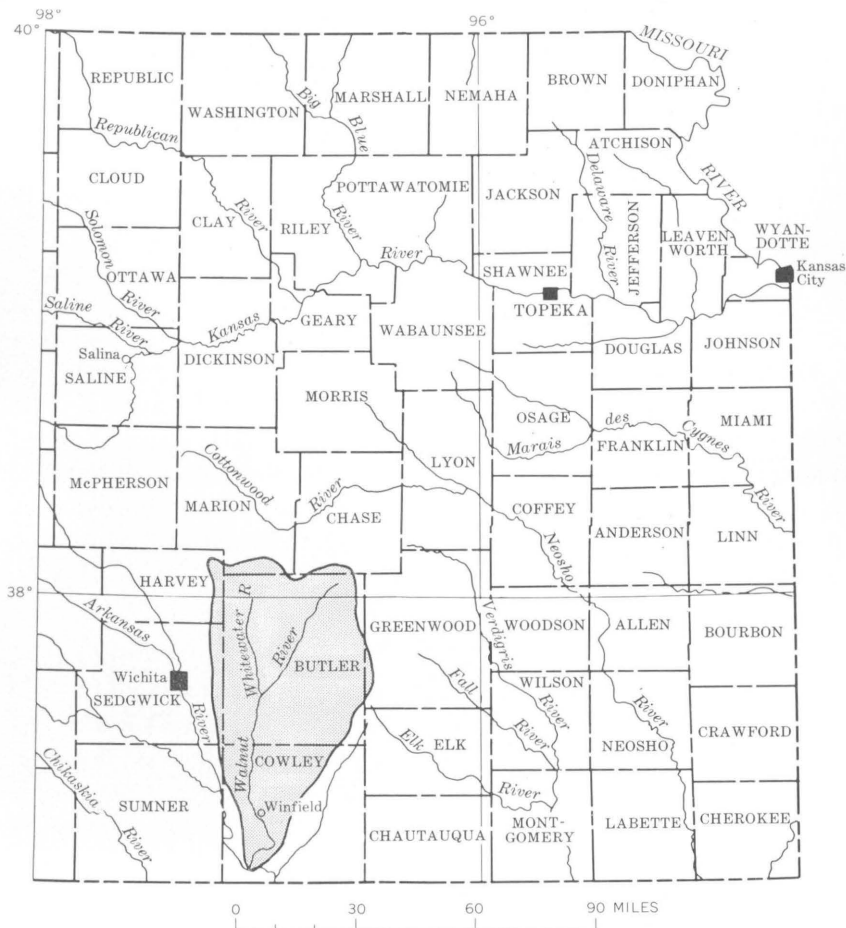 98°
40°
96°
MISSOURI
REPUBLIC
WASHINGTON
Big
MARSHALL
NEMAHA
BROWN
DONIPHAN
Republican
Blue
ATCHISON
CLOUD
River
CLAY
RILEY
River
POTTAWATOMIE
JACKSON
Delaware
River
JEFFERSON
RIVER
LEAVEN-
WORTH
WYAN-
DOTTE
Kansas
City
Solomon
OTTAWA
River
River
SHAWNEE
TOPEKA
Saline
River
Kansas
GEARY
WABAUNSEE
DOUGLAS
JOHNSON
Salina
SALINE
DICKINSON
MORRIS
OSAGE
des
MIAMI
Marais
FRANKLIN
Cygnes
River
LYON
Cottonwood
River
McPHERSON
MARION
CHASE
COFFEY
ANDERSON
LINN
Neosho
HARVEY
38°
Arkansas
Whitewater R
River
GREENWOOD
Verdigris
WOODSON
ALLEN
BOURBON
Wichita
SEDGWICK
River
BUTLER
Fall
River
WILSON
River
River
NEOSHO
CRAWFORD
Walnut
COWLEY
Elk
ELK
River
Chikaskia
River
SUMNER
Winfield
CHAUTAUQUA
MONT-
GOMERY
LABETTE
CHEROKEE
0 30 60 90 MILES